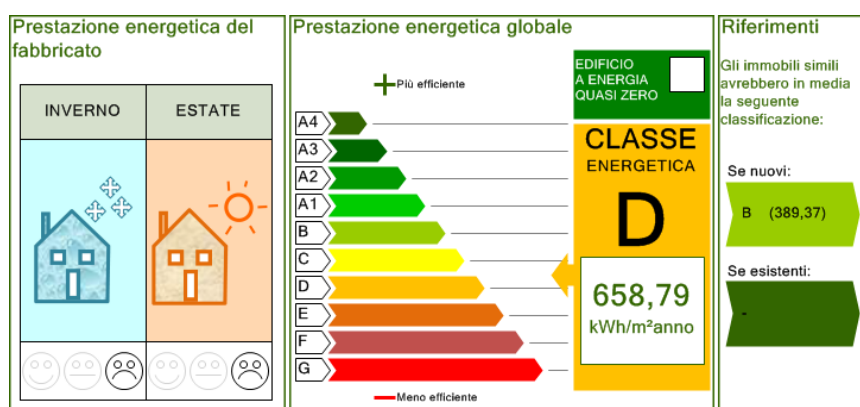 Prestazione energetica del
fabbricato
INVERNO
ESTATE
Prestazione energetica globale
Più efficiente
A4
A3
A2
A1
B
C
D
E
F
G
Meno efficiente
EDIFICIO
A ENERGIA
QUASI ZERO
CLASSE
ENERGETICA
D
658,79
kWh/m²anno
Riferimenti
Gli immobili simili
avrebbero in media
la seguente
classificazione:
Se nuovi:
B (389,37)
Se esistenti:
-